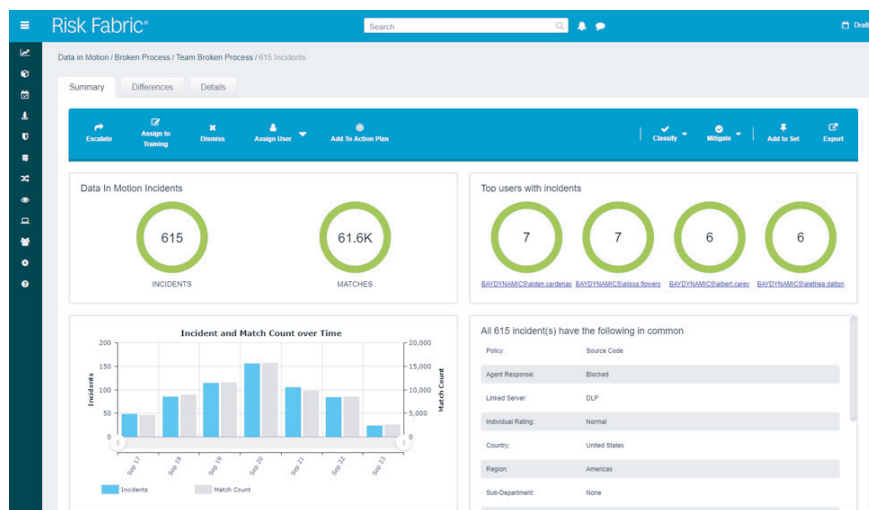 Risk Fabric®
Search
Draft
Data in Motion / Broken Process / Team Broken Process / 615 Incidents
Summary Differences Details
Escalate
Assign to
Training
Dismiss
Assign User
Add To Action Plan
Classify
Mitigate
Add to Set
Export
Data In Motion Incidents
615
61.6K
INCIDENTS
MATCHES
Top users with incidents
7 7 6 6
BAYDYNAMICS\alden.cardenas BAYDYNAMICS\alissa.flowers BAYDYNAMICS\albert.carey BAYDYNAMICS\alethea.dalton
Incident and Match Count over Time
Incidents
200
150
100
50
0
20,000
15,000
10,000
5,000
0
Match Count
Sep 17 Sep 18 Sep 19 Sep 20 Sep 21 Sep 22 Sep 23
Incidents Match Count
All 615 incident(s) have the following in common
Policy: Source Code
Agent Response: Blocked
Linked Server: DLP
Individual Rating: Normal
Country: United States
Region: Americas
Sub-Department: None